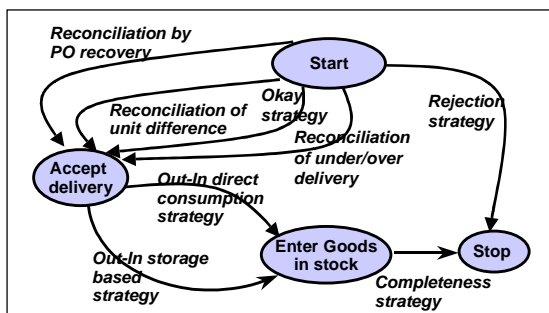 Reconciliation by
PO recovery
Start
Okay
strategy
Reconciliation of
unit difference
Rejection
strategy
Reconciliation
of under/over
delivery
Accept
delivery
Out-In direct
consumption
strategy
Enter Goods
in stock
Stop
Out-In storage
based
strategy
Completeness
strategy